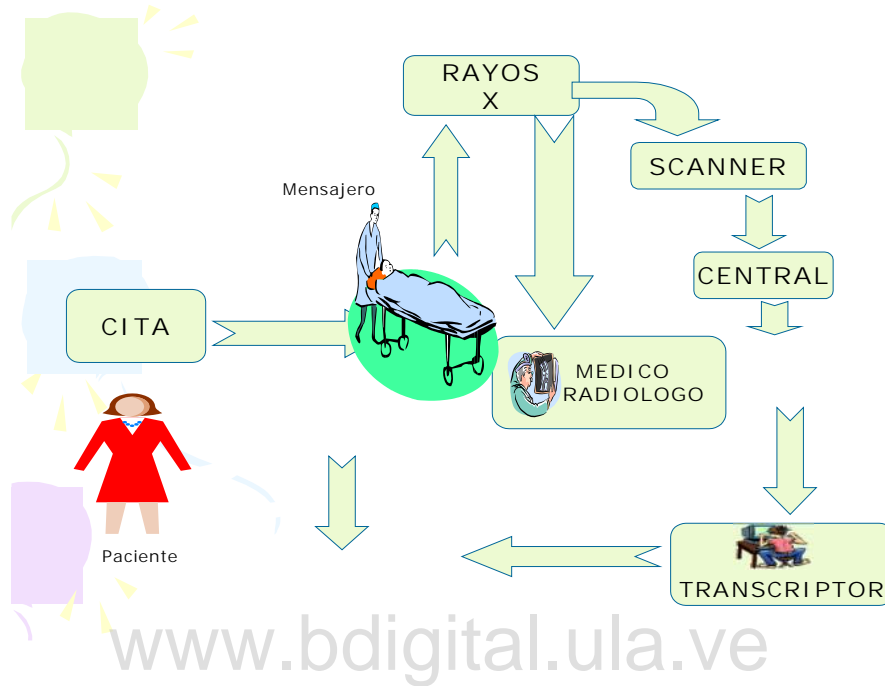 RAYOS
X
SCANNER
Mensajero
CENTRAL
CITA
MEDICO
RADIOLOGO
Paciente
TRANSCRIPTOR
www.bdigital.ula.ve